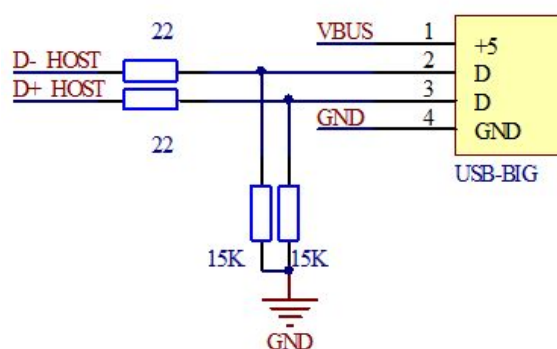 22
VBUS 1 +5
D- HOST 2 D
D+ HOST 3 D
GND 4 GND
22
USB-BIG
15K 15K
GND